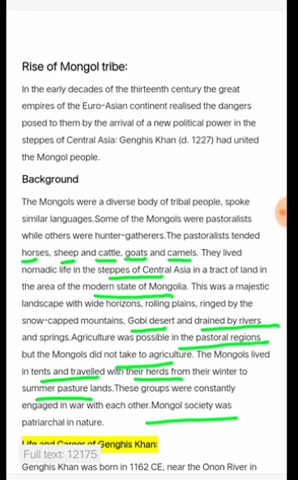 Rise of Mongol tribe:
In the early decades of the thirteenth century the great
empires of the Euro-Asian continent realised the dangers
posed to them by the arrival of a new political power in the
steppes of Central Asia: Genghis Khan (d. 1227) had united
the Mongol people.
Background
The Mongols were a diverse body of tribal people, spoke
similar languages.Some of the Mongols were pastoralists
while others were hunter-gatherers.The pastoralists tended
horses, sheep and cattle, goats and camels. They lived
nomadic life in the steppes of Central Asia in a tract of land in
the area of the modern state of Mongolia. This was a majestic
landscape with wide horizons, rolling plains, ringed by the
snow-capped mountains, Gobi desert and drained by rivers
and springs.Agriculture was possible in the pastoral regions
but the Mongols did not take to agriculture. The Mongols lived
in tents and travelled with their herds from their winter to
summer pasture lands.These groups were constantly
engaged in war with each other.Mongol society was
patriarchal in nature.
Life and Career of Genghis Khan:
Full text: 12175
Genghis Khan was born in 1162 CE, near the Onon River in